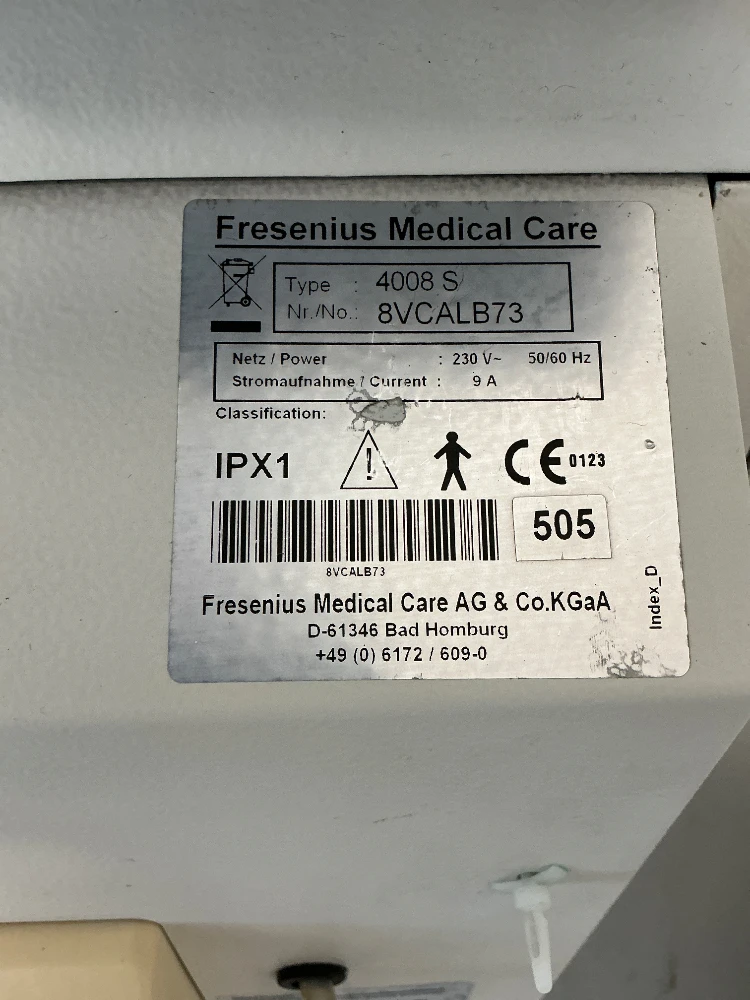 Fresenius Medical Care
Type : 4008 S
Nr./No.: 8VCALB73
Netz / Power : 230 V~ 50/60 Hz
Stromaufnahme / Current : 9 A
Classification:
IPX1 ! CE 0123
505
8VCALB73
Index_D
Fresenius Medical Care AG & Co.KGaA
D-61346 Bad Homburg
+49 (0) 6172 / 609-0